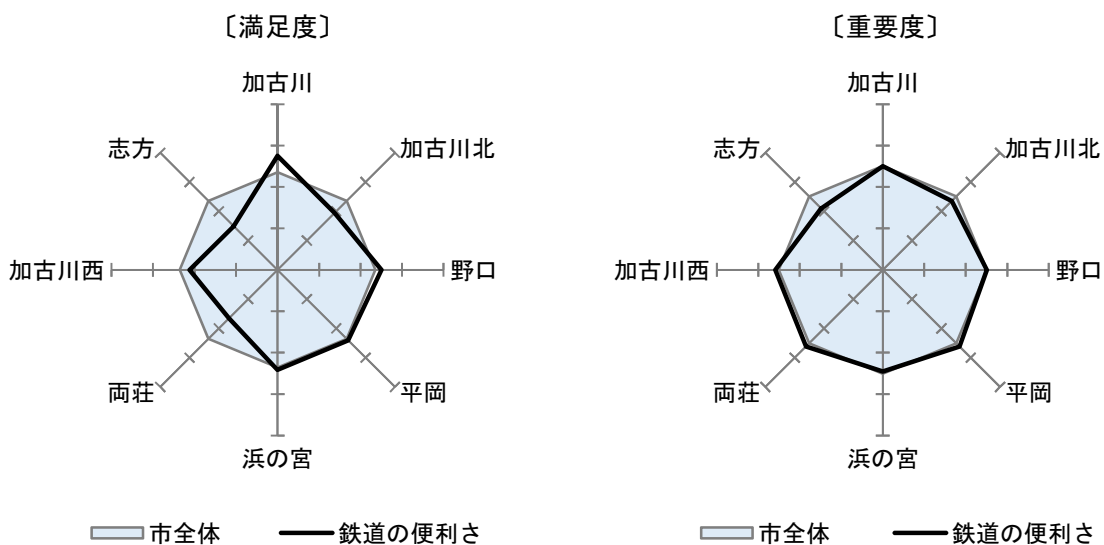 〔満足度〕
加古川
加古川北
野口
平岡
浜の宮
両荘
加古川西
志方
市全体
鉄道の便利さ
〔重要度〕
加古川
加古川北
野口
平岡
浜の宮
両荘
加古川西
志方
市全体
鉄道の便利さ